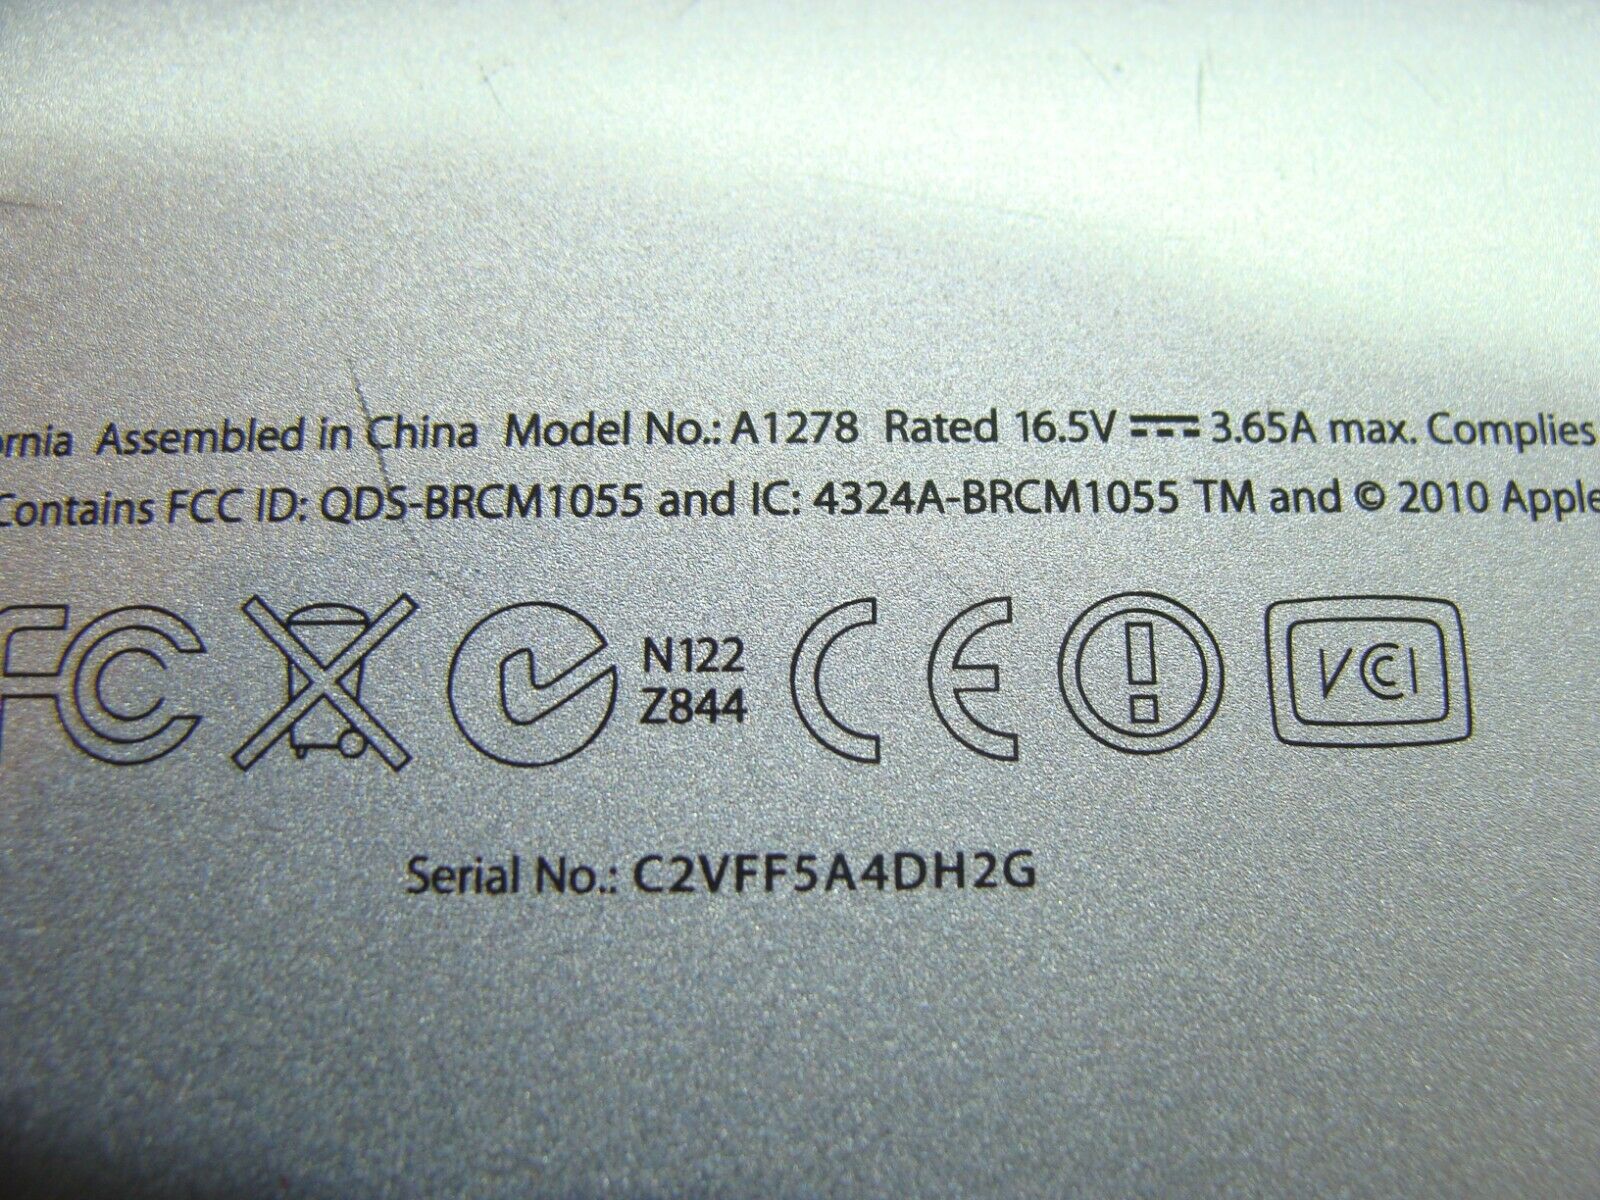 Assembled in China Model No.: A1278 Rated 16.5V 3.65A max. Complies
Contains FCC ID: QDS-BRCM1055 and IC: 4324A-BRCM1055 TM and © 2010 Apple
FC N122 CE ! VCI
Z844
Serial No.: C2VFF5A4DH2G